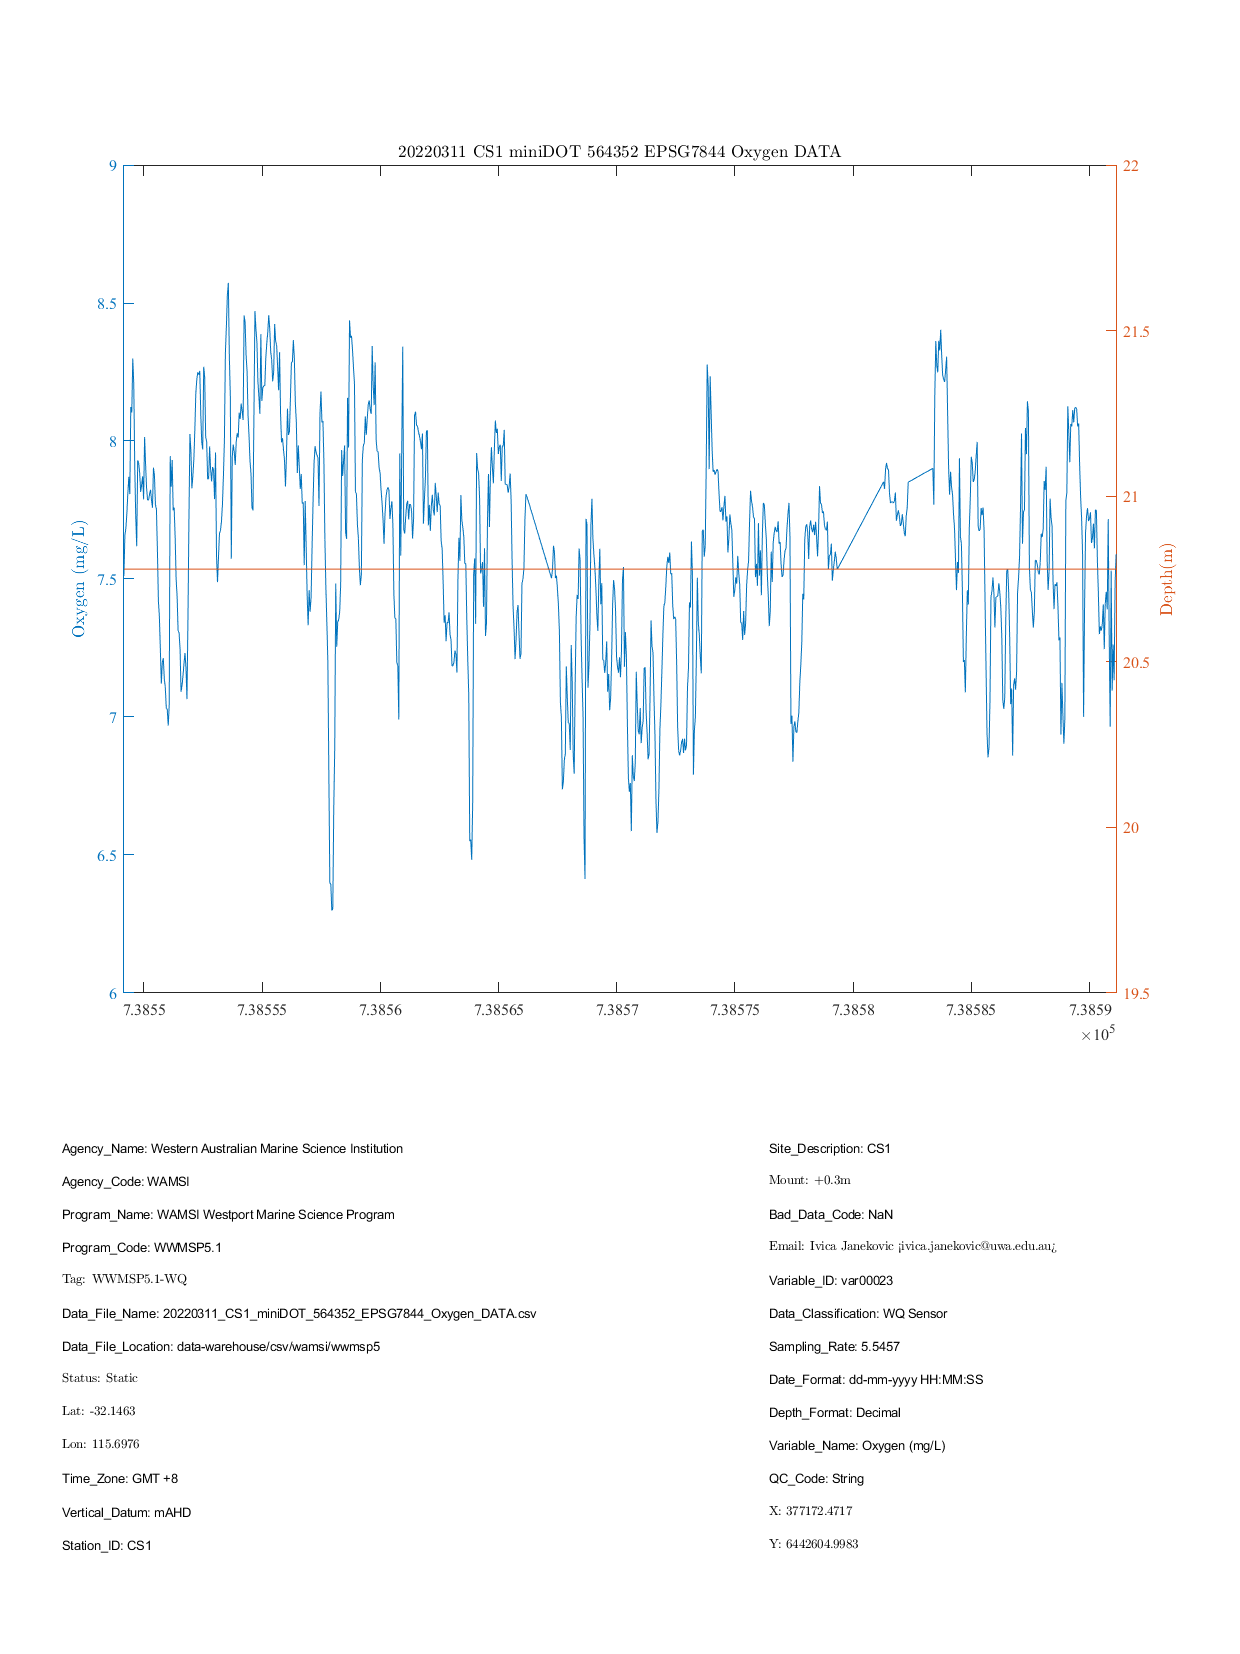 20220311 CS1 miniDOT 564352 EPSG7844 Oxygen DATA
9
8.5
8
7.5
7
6.5
6
Oxygen (mg/L)
22
21.5
21
20.5
20
19.5
Depth(m)
7.3855 7.38555 7.3856 7.38565 7.3857 7.38575 7.3858 7.38585 7.3859
×10^5
Agency_Name: Western Australian Marine Science Institution
Agency_Code: WAMSI
Program_Name: WAMSI Westport Marine Science Program
Program_Code: WWMSP5.1
Tag: WWMSP5.1-WQ
Data_File_Name: 20220311_CS1_miniDOT_564352_EPSG7844_Oxygen_DATA.csv
Data_File_Location: data-warehouse/csv/wamsi/wwmsp5
Status: Static
Lat: -32.1463
Lon: 115.6976
Time_Zone: GMT +8
Vertical_Datum: mAHD
Station_ID: CS1
Site_Description: CS1
Mount: +0.3m
Bad_Data_Code: NaN
Email: Ivica Janekovic ¡ivica.janekovic@uwa.edu.au¿
Variable_ID: var00023
Data_Classification: WQ Sensor
Sampling_Rate: 5.5457
Date_Format: dd-mm-yyyy HH:MM:SS
Depth_Format: Decimal
Variable_Name: Oxygen (mg/L)
QC_Code: String
X: 377172.4717
Y: 6442604.9983